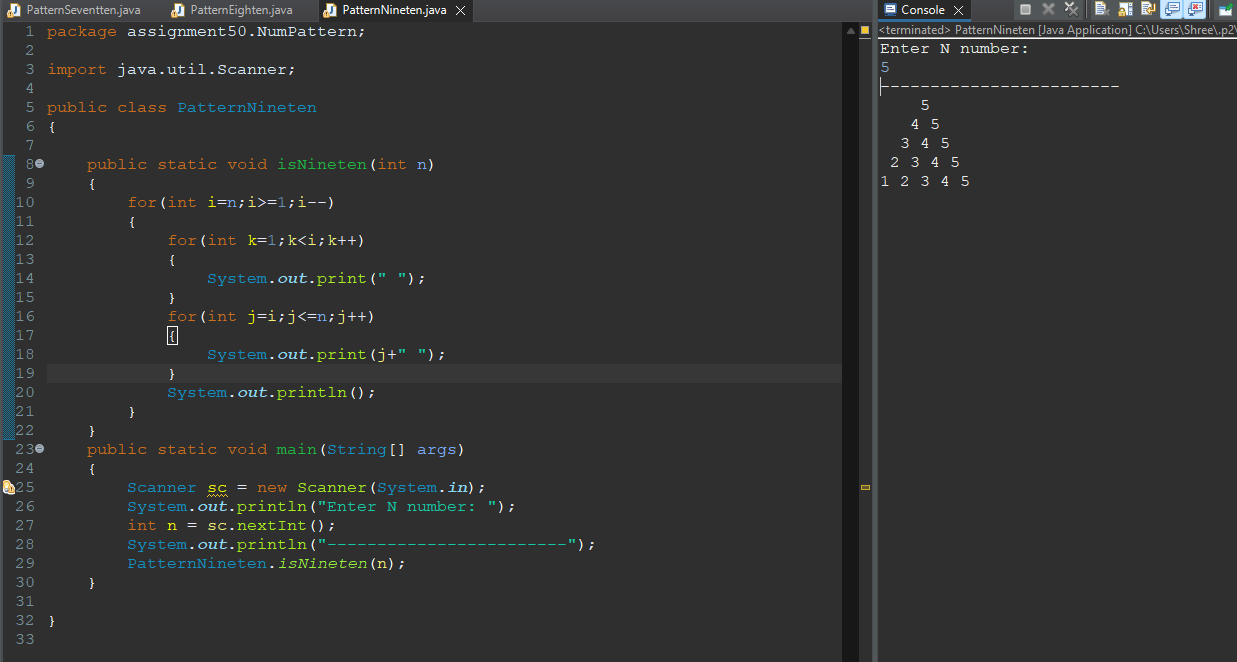 PatternSeventten.java PatternEighten.java PatternNineten.java
1 package assignment50.NumPattern;
2
3 import java.util.Scanner;
4
5 public class PatternNineten
6 {
7
8     public static void isNineten(int n)
9     {
10         for(int i=n;i>=1;i--)
11         {
12             for(int k=1;k<i;k++)
13             {
14                 System.out.print(" ");
15             }
16             for(int j=i;j<=n;j++)
17             {
18                 System.out.print(j+" ");
19             }
20             System.out.println();
21         }
22     }
23     public static void main(String[] args)
24     {
25         Scanner sc = new Scanner(System.in);
26         System.out.println("Enter N number: ");
27         int n = sc.nextInt();
28         System.out.println("------------------------");
29         PatternNineten.isNineten(n);
30     }
31
32 }
33
Console
<terminated> PatternNineten [Java Application] C:\Users\Shree\.p2\
Enter N number:
5
------------------------
    5
   4 5
  3 4 5
 2 3 4 5
1 2 3 4 5